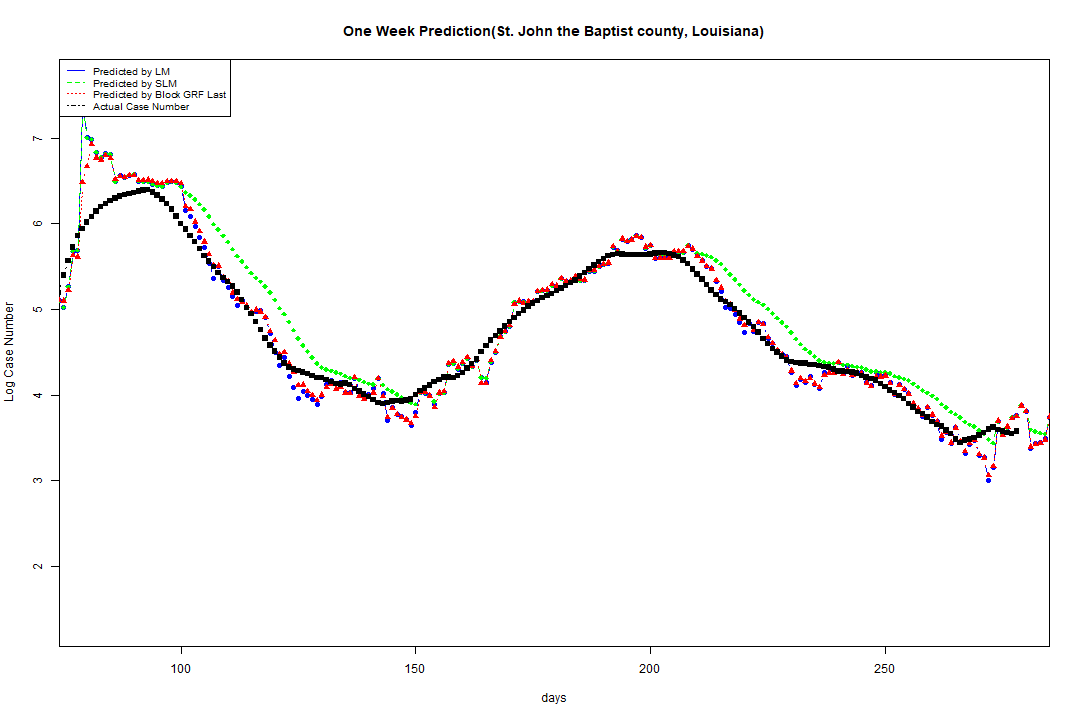 One Week Prediction(St. John the Baptist county, Louisiana)
Predicted by LM
Predicted by SLM
Predicted by Block GRF Last
Actual Case Number
Log Case Number
7
6
5
4
3
2
100
150
200
250
days